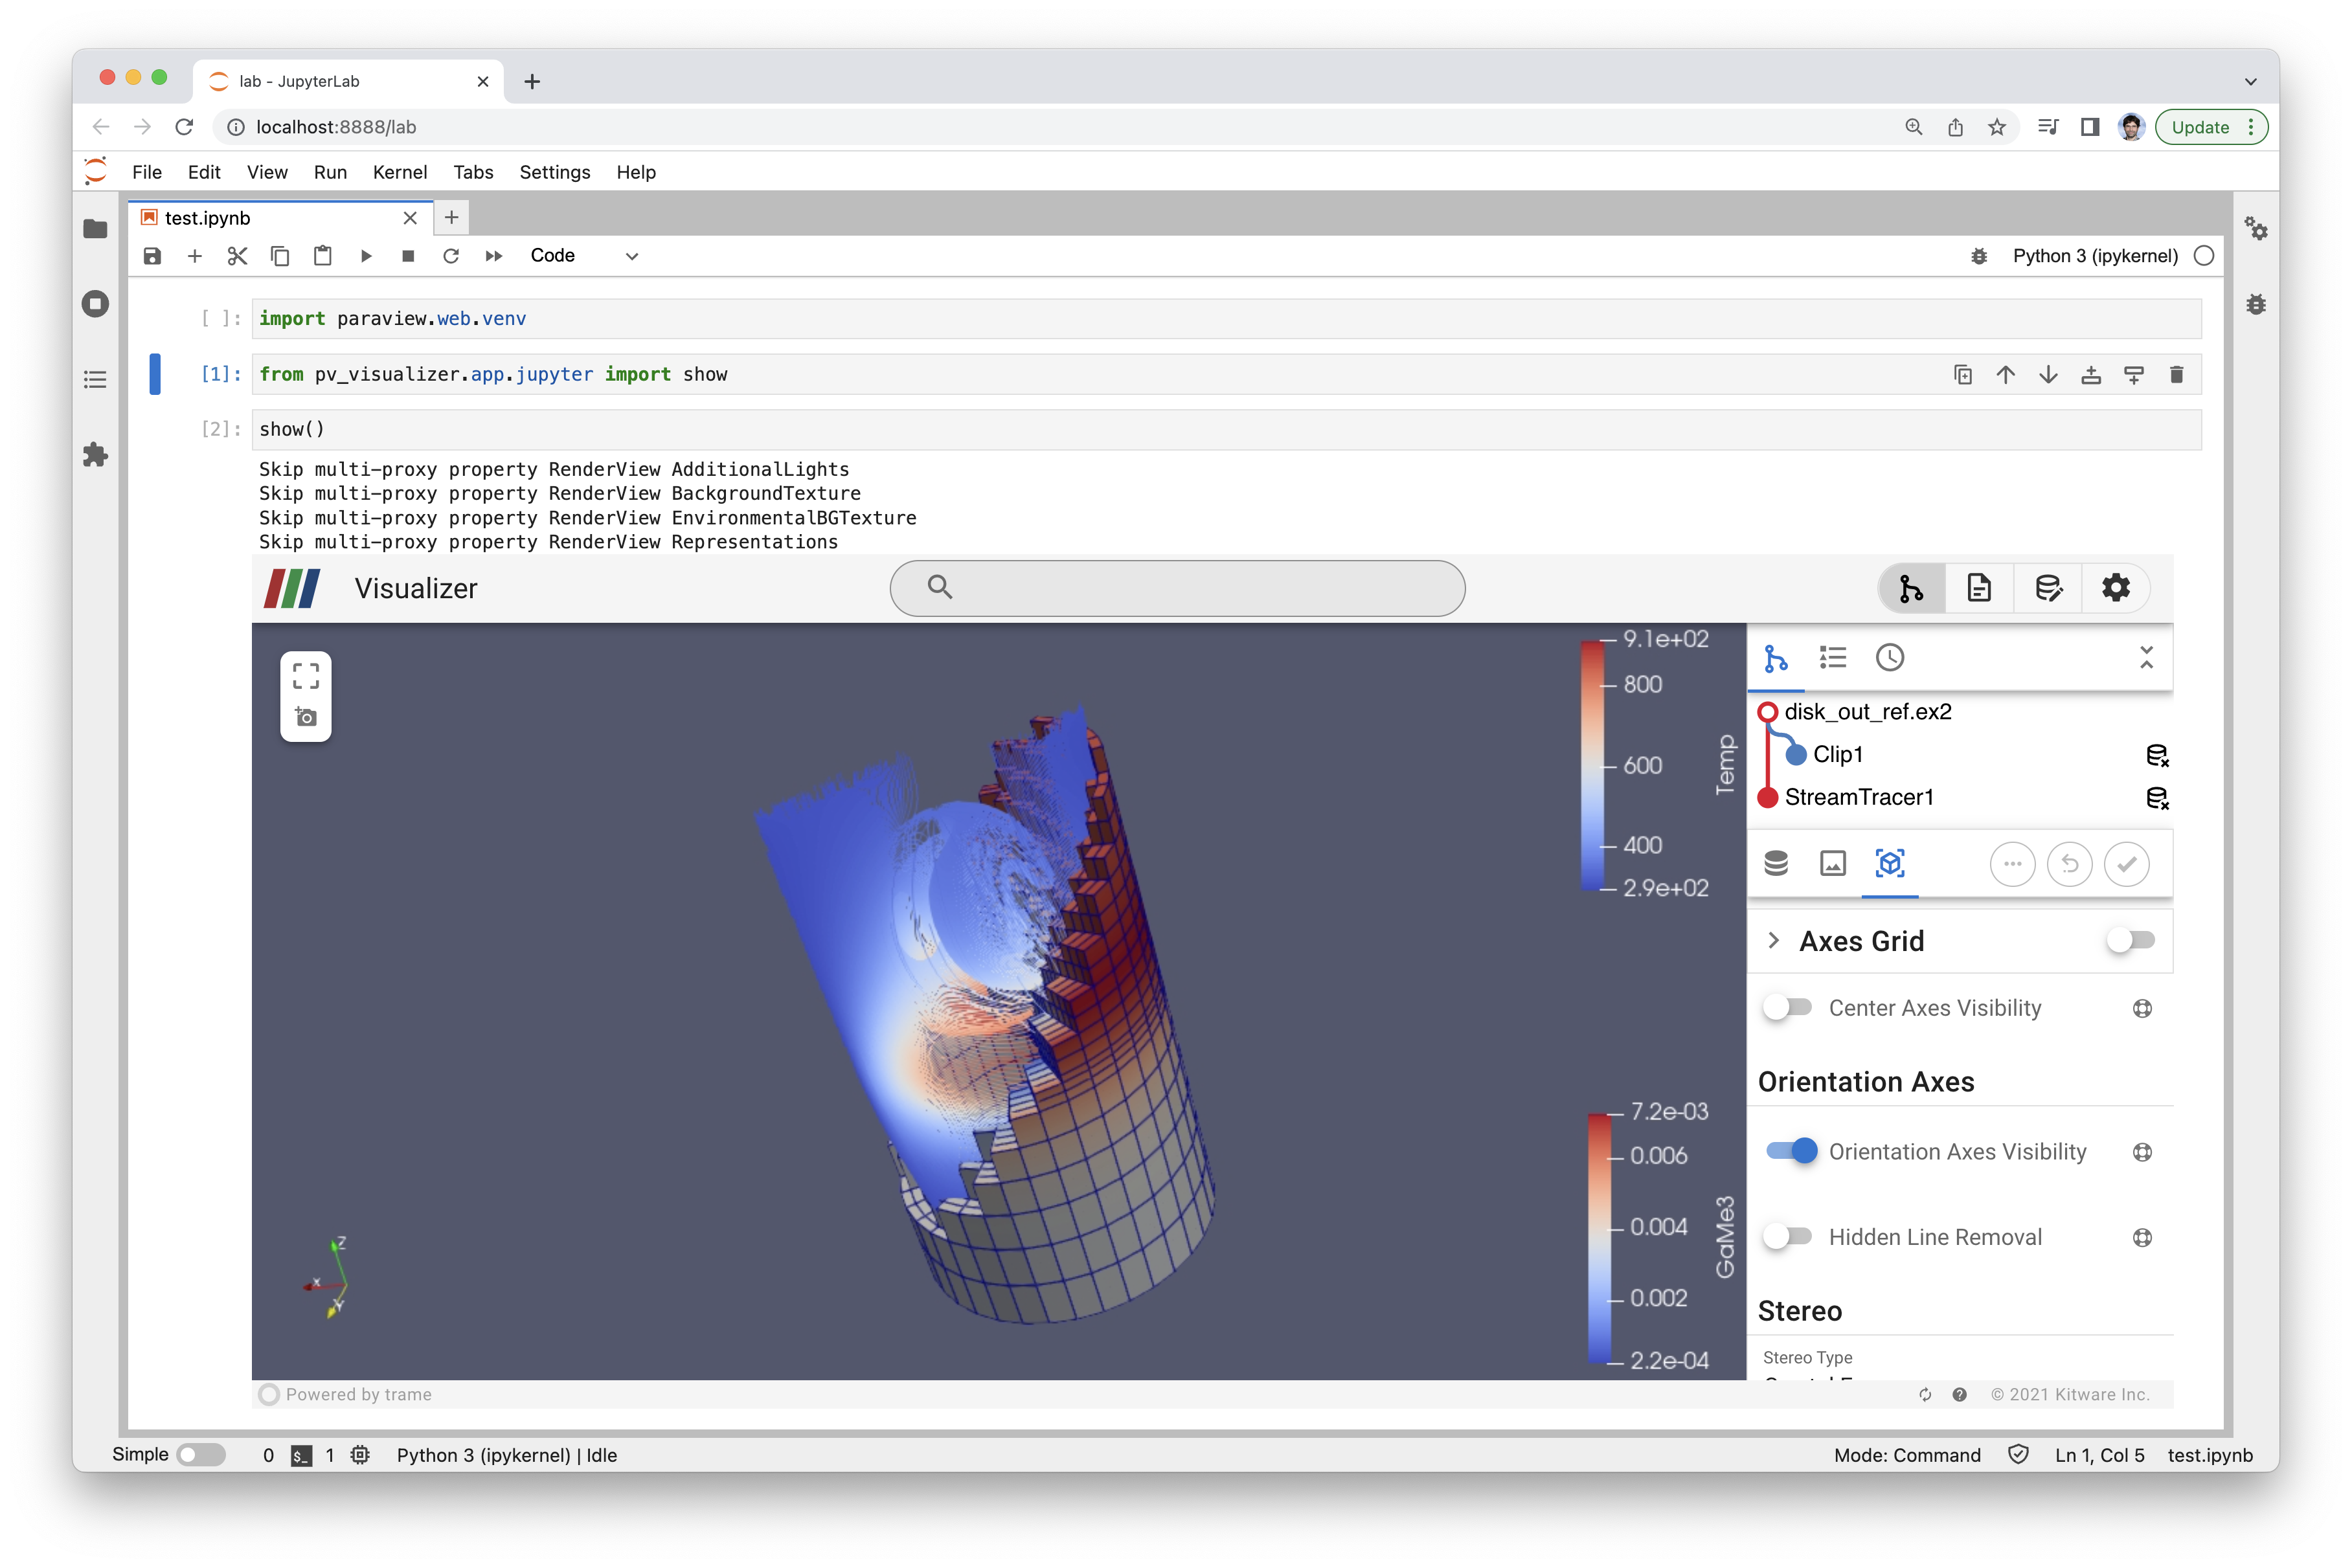 lab - JupyterLab
localhost:8888/lab
Update
File Edit View Run Kernel Tabs Settings Help
test.ipynb
Code
Python 3 (ipykernel)
[ ]: import paraview.web.venv
[1]: from pv_visualizer.app.jupyter import show
[2]: show()
Skip multi-proxy property RenderView AdditionalLights
Skip multi-proxy property RenderView BackgroundTexture
Skip multi-proxy property RenderView EnvironmentalBGTexture
Skip multi-proxy property RenderView Representations
Visualizer
9.1e+02
800
600
400
2.9e+02
Temp
7.2e-03
0.006
0.004
0.002
2.2e-04
GaMe3
Z
X
Y
disk_out_ref.ex2
Clip1
StreamTracer1
Axes Grid
Center Axes Visibility
Orientation Axes
Orientation Axes Visibility
Hidden Line Removal
Stereo
Stereo Type
Powered by trame
© 2021 Kitware Inc.
Simple 0 $_ 1 Python 3 (ipykernel) | Idle
Mode: Command Ln 1, Col 5 test.ipynb